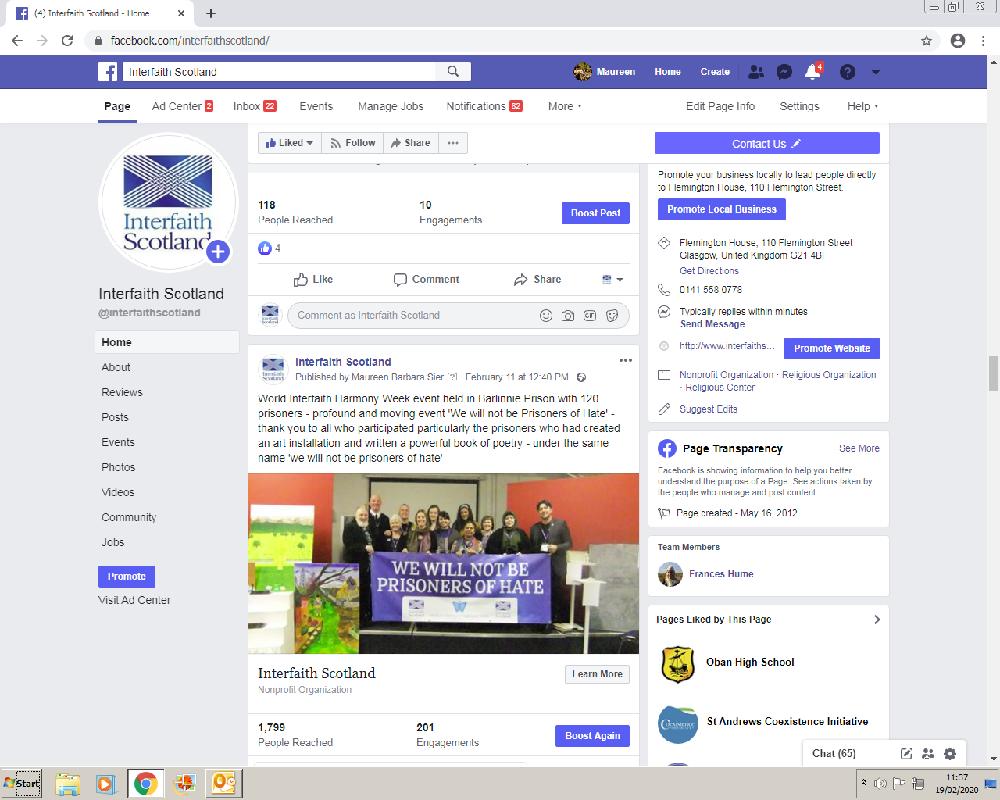 (4) Interfaith Scotland - Home
facebook.com/interfaithscotland/
Interfaith Scotland
Maureen
Home
Create
4
Page
Ad Center 2
Inbox 22
Events
Manage Jobs
Notifications 82
More
Edit Page Info
Settings
Help
Interfaith
Scotland
Interfaith Scotland
@interfaithscotland
Home
About
Reviews
Posts
Events
Photos
Videos
Community
Jobs
Promote
Visit Ad Center
Liked
Follow
Share
Contact Us
118
People Reached
10
Engagements
Boost Post
4
Like
Comment
Share
Comment as Interfaith Scotland
GIF
Interfaith Scotland
Published by Maureen Barbara Sier [?] · February 11 at 12:40 PM ·
World Interfaith Harmony Week event held in Barlinnie Prison with 120
prisoners - profound and moving event 'We will not be Prisoners of Hate' -
thank you to all who participated particularly the prisoners who had created
an art installation and written a powerful book of poetry - under the same
name 'we will not be prisoners of hate'
WE WILL NOT BE
PRISONERS OF HATE
Interfaith Scotland
Nonprofit Organization
Learn More
1,799
People Reached
201
Engagements
Boost Again
Promote your business locally to lead people directly
to Flemington House, 110 Flemington Street.
Promote Local Business
Flemington House, 110 Flemington Street
Glasgow, United Kingdom G21 4BF
Get Directions
0141 558 0778
Typically replies within minutes
Send Message
http://www.interfaiths...
Promote Website
Nonprofit Organization · Religious Organization
· Religious Center
Suggest Edits
Page Transparency
See More
Facebook is showing information to help you better
understand the purpose of a Page. See actions taken by
the people who manage and post content.
Page created - May 16, 2012
Team Members
Frances Hume
Pages Liked by This Page
Oban High School
Coexistence
St Andrews Coexistence Initiative
Chat (65)
Start
11:37
19/02/2020